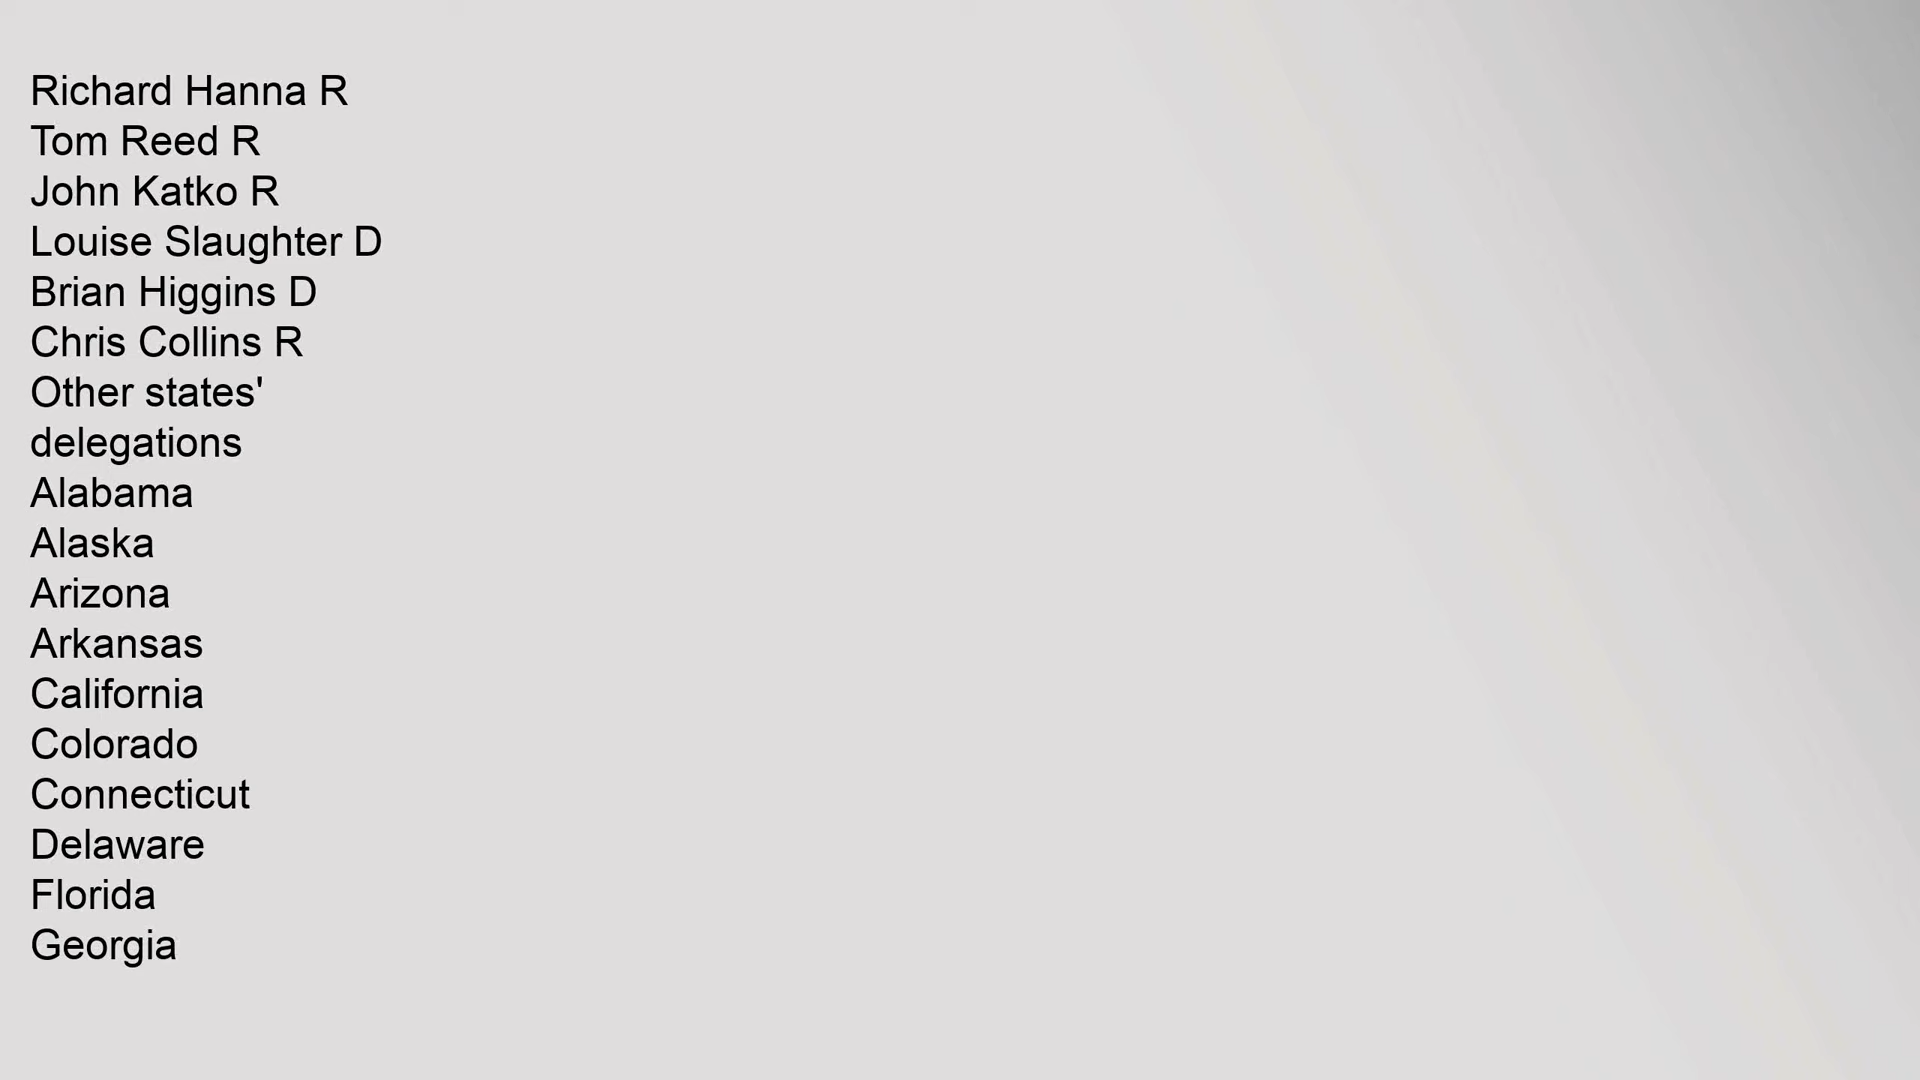 Richard Hanna R
Tom Reed R
John Katko R
Louise Slaughter D
Brian Higgins D
Chris Collins R
Other states'
delegations
Alabama
Alaska
Arizona
Arkansas
California
Colorado
Connecticut
Delaware
Florida
Georgia